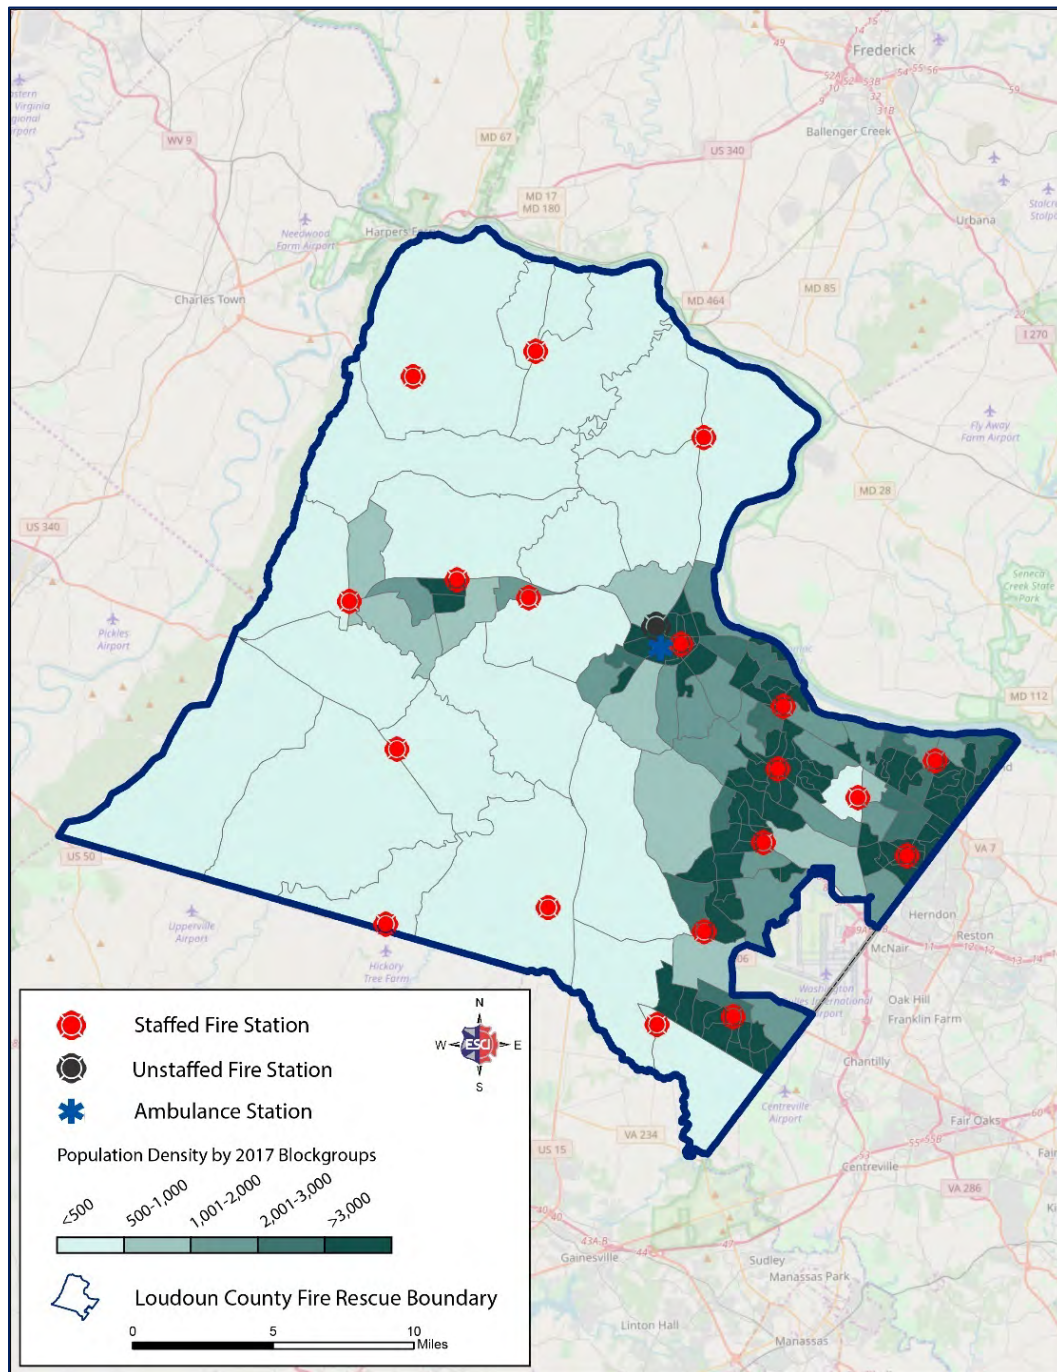 Frederick
Ballenger Creek
WV 9
MD 67
US 340
MD 17
MD 180
Urbana
Needwood
Farm Airport
Harpers
Charles Town
MD 464
MD 85
I 270
Fly Away
Farm Airport
MD 28
US 340
Seneca
Creek State
Park
Pickles
Airport
MD 112
US 50
VA 7
Upperville
Airport
Hickory
Tree Farm
Herndon
Reston
McNair
Oak Hill
Franklin Farm
Washington
Airport
Chantilly
Centreville
Airport
Fair Oaks
VA 234
US 15
Centreville
VA 286
Gainesville
Sudley
Manassas Park
Linton Hall
Manassas
Staffed Fire Station
Unstaffed Fire Station
Ambulance Station
N
W
ESCI
E
S
Population Density by 2017 Blockgroups
<500
500-1,000
1,001-2,000
2,001-3,000
>3,000
Loudoun County Fire Rescue Boundary
0
5
10
Miles